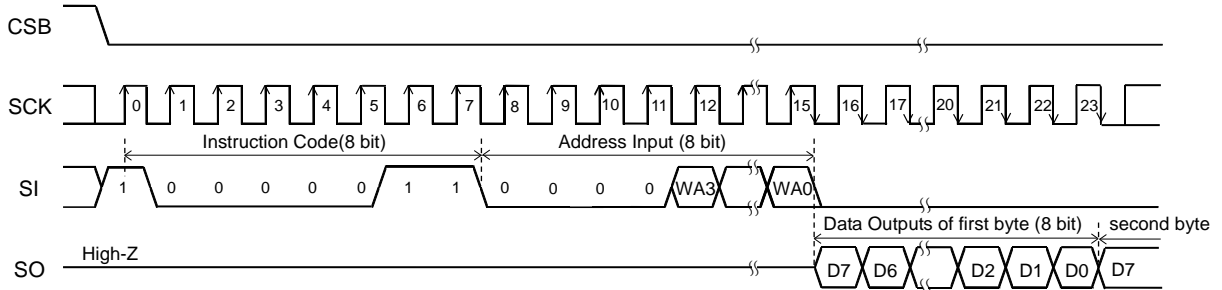 CSB
SCK
0 1 2 3 4 5 6 7 8 9 10 11 12 15 16 17 20 21 22 23
Instruction Code(8 bit) Address Input (8 bit)
SI
1 0 0 0 0 0 1 1 0 0 0 0 WA3 WA0
Data Outputs of first byte (8 bit) second byte
High-Z
SO
D7 D6 D2 D1 D0 D7